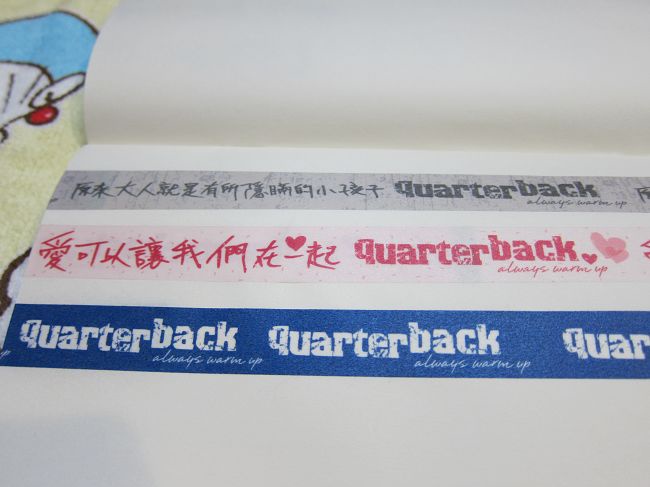 原來大人就是有所隱瞞的小孩子 quarterback
always warm up
愛可以讓我們在一起 quarterback
always warm up
quarterback quarterback quar
always warm up always warm up